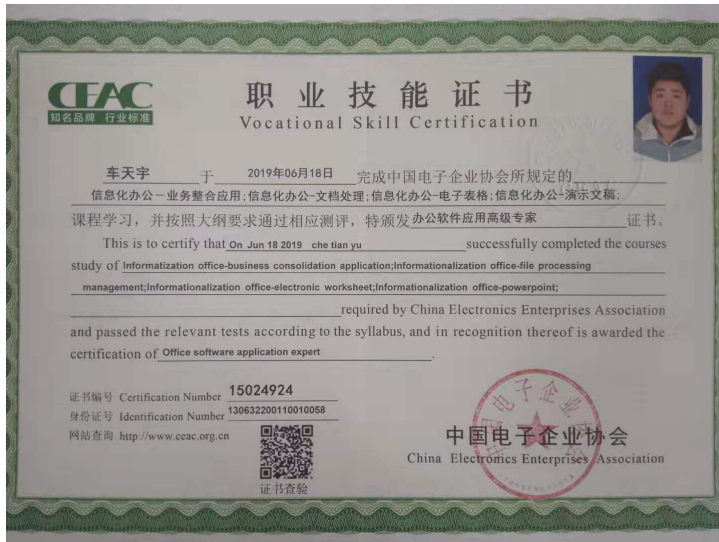 CEAC
知名品牌 行业标准
职业技能证书
Vocational Skill Certification
车天宇 于 2019年06月18日 完成中国电子企业协会所规定的
信息化办公-业务整合应用;信息化办公-文档处理;信息化办公-电子表格;信息化办公-演示文稿;
课程学习，并按照大纲要求通过相应测评，特颁发 办公软件应用高级专家 证书。
This is to certify that On Jun 18 2019 che tian yu successfully completed the courses
study of Informatization office-business consolidation application;Informationalization office-file processing
management;Informationalization office-electronic worksheet;Informationalization office-powerpoint;
required by China Electronics Enterprises Association
and passed the relevant tests according to the syllabus, and in recognition thereof is awarded the
certification of Office software application expert.
证书编号 Certification Number 15024924
身份证号 Identification Number 130632200110010058
网站查询 http://www.ceac.org.cn
证书查验
中国电子企业协会
China Electronics Enterprises Association
中国电子企业协会